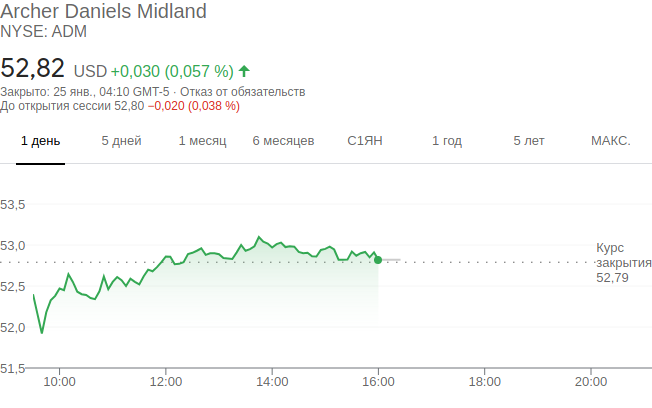 Archer Daniels Midland
NYSE: ADM
52,82 USD +0,030 (0,057 %)
Закрыто: 25 янв., 04:10 GMT-5 · Отказ от обязательств
До открытия сессии 52,80 −0,020 (0,038 %)
1 день 5 дней 1 месяц 6 месяцев С1ЯН 1 год 5 лет МАКС.
53,5
53,0
Курс
закрытия
52,79
52,5
52,0
51,5
10:00 12:00 14:00 16:00 18:00 20:00